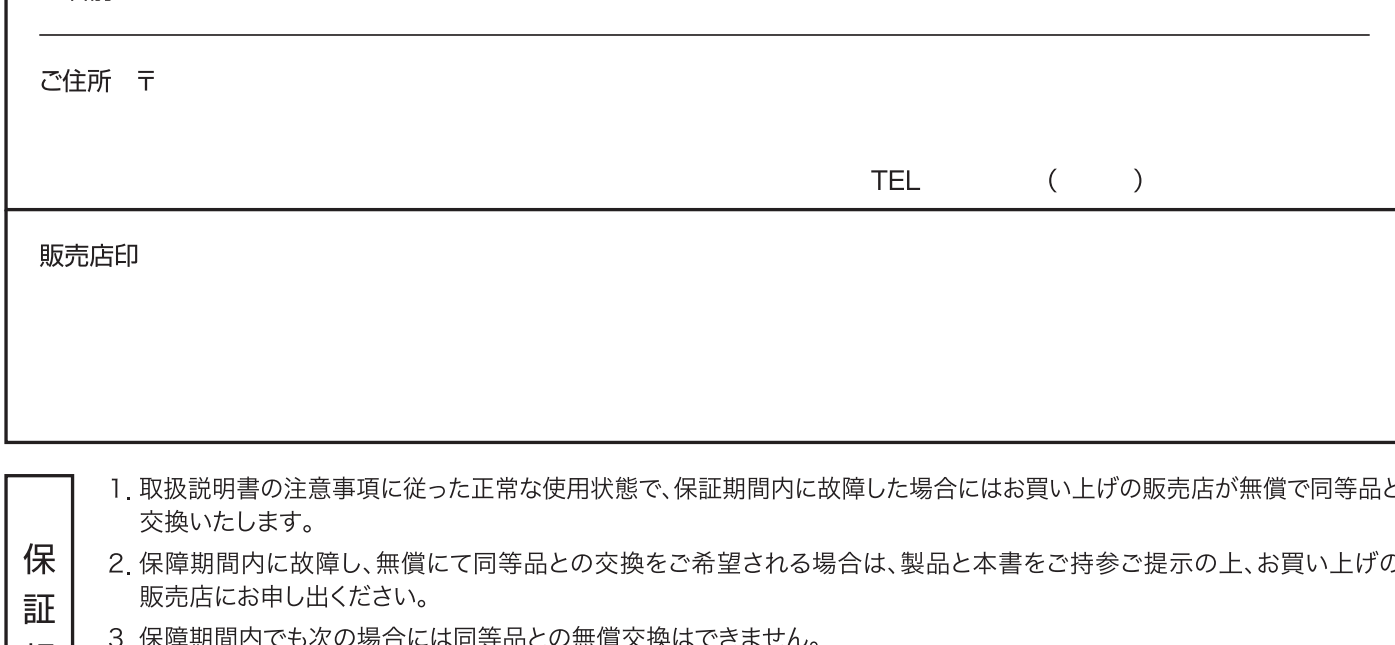 ご住所 〒
TEL ( )
販売店印
1. 取扱説明書の注意事項に従った正常な使用状態で、保証期間内に故障した場合にはお買い上げの販売店が無償で同等品と
交換いたします。
2. 保障期間内に故障し、無償にて同等品との交換をご希望される場合は、製品と本書をご持参ご提示の上、お買い上げの
販売店にお申し出ください。
3. 保障期間内でも次の場合には同等品との無償交換はできません。
保
証